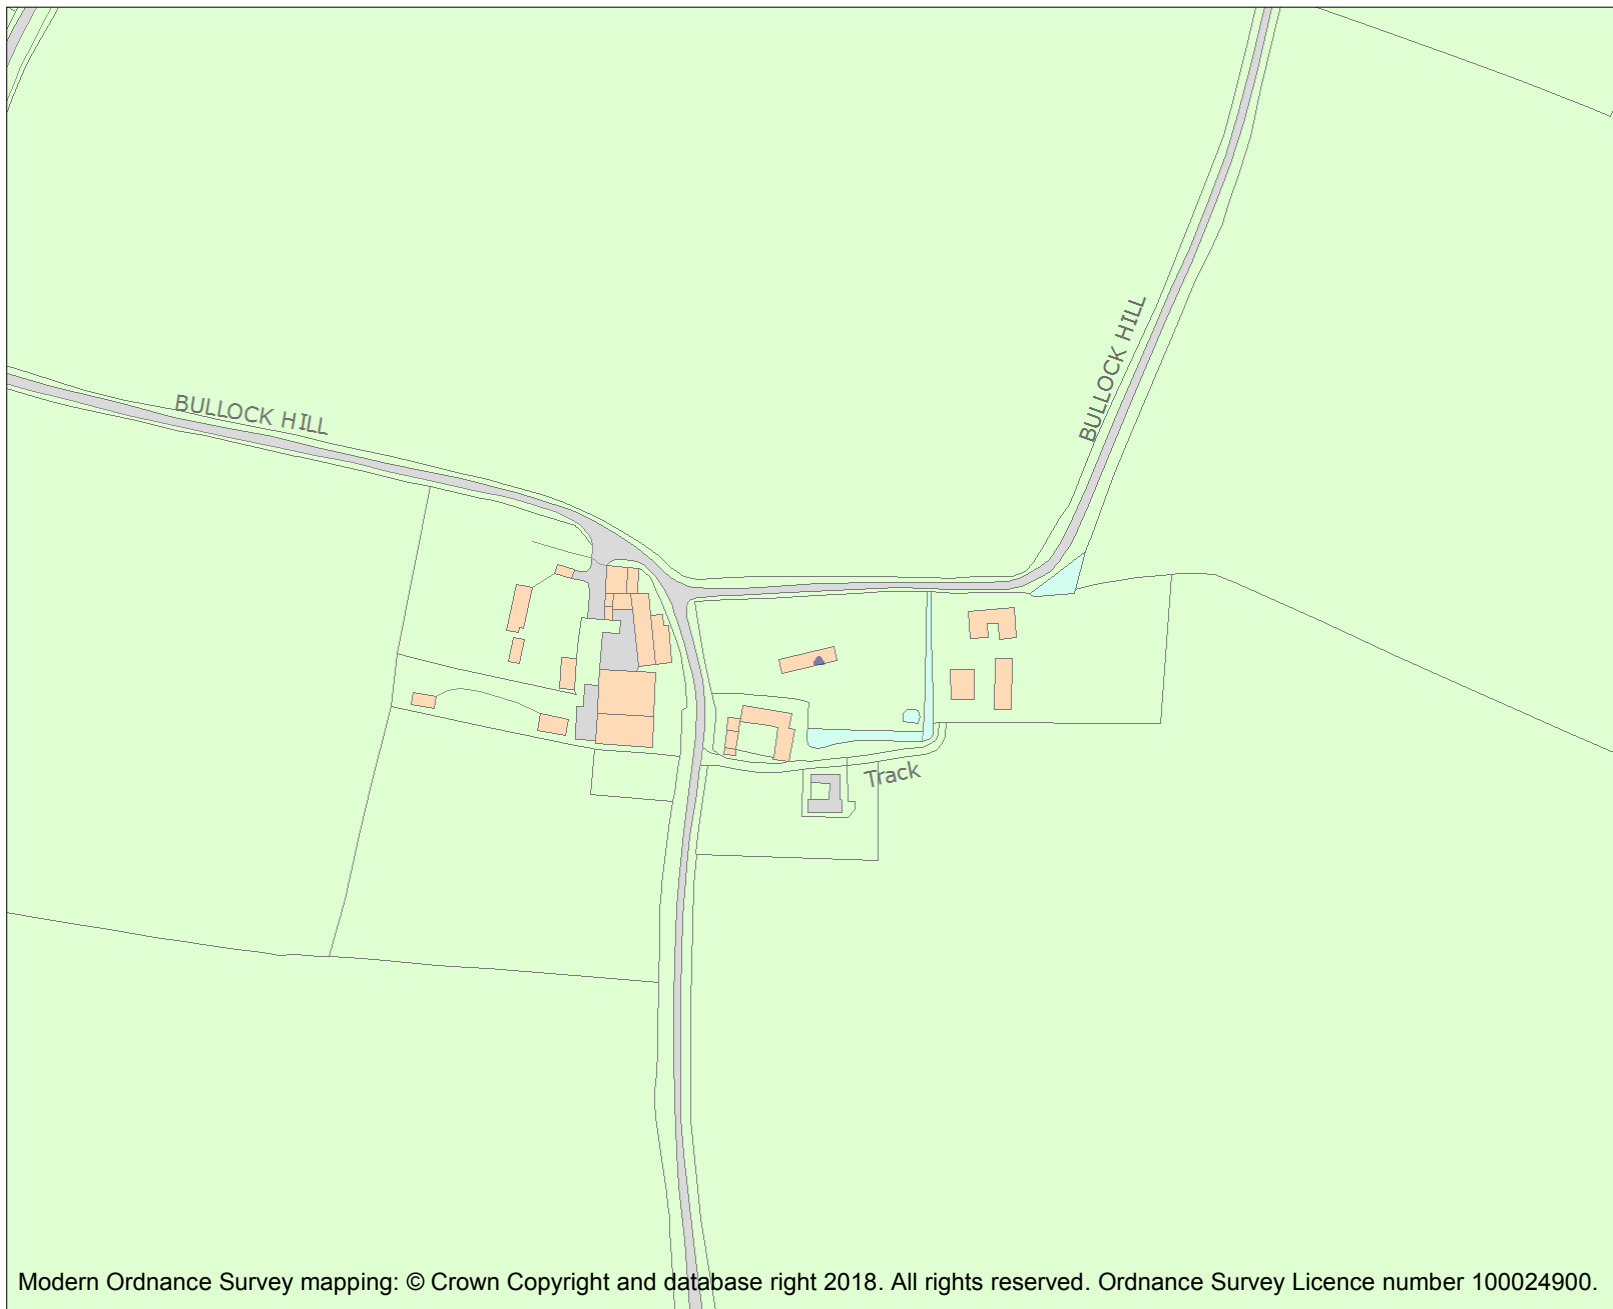 BULLOCK HILL
BULLOCK HILL
Track
Modern Ordnance Survey mapping: © Crown Copyright and database right 2018. All rights reserved. Ordnance Survey Licence number 100024900.